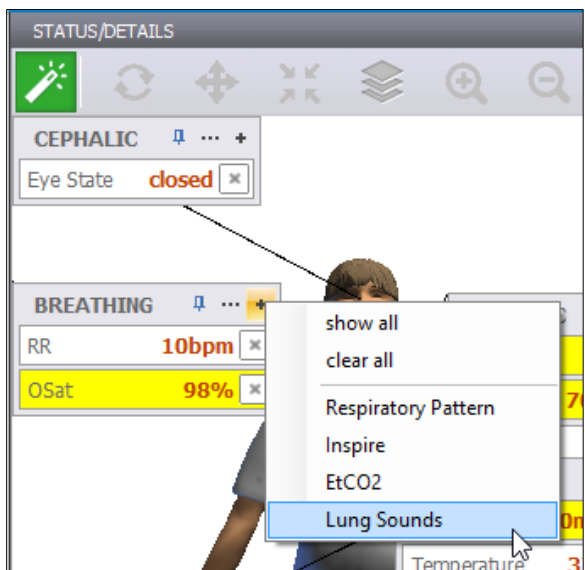 STATUS/DETAILS
CEPHALIC
Eye State closed
BREATHING
RR 10bpm
OSat 98%
show all
clear all
Respiratory Pattern
Inspire
EtCO2
Lung Sounds
Temperature